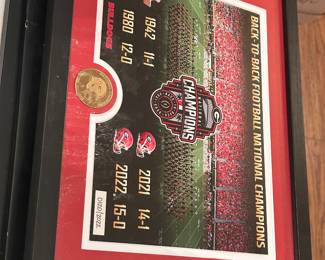 BACK-TO-BACK FOOTBALL NATIONAL CHAMPIONS
CHAMPIONS
BULLDOGS
1942 11-1
1980 12-0
2021 14-1
2022 15-0